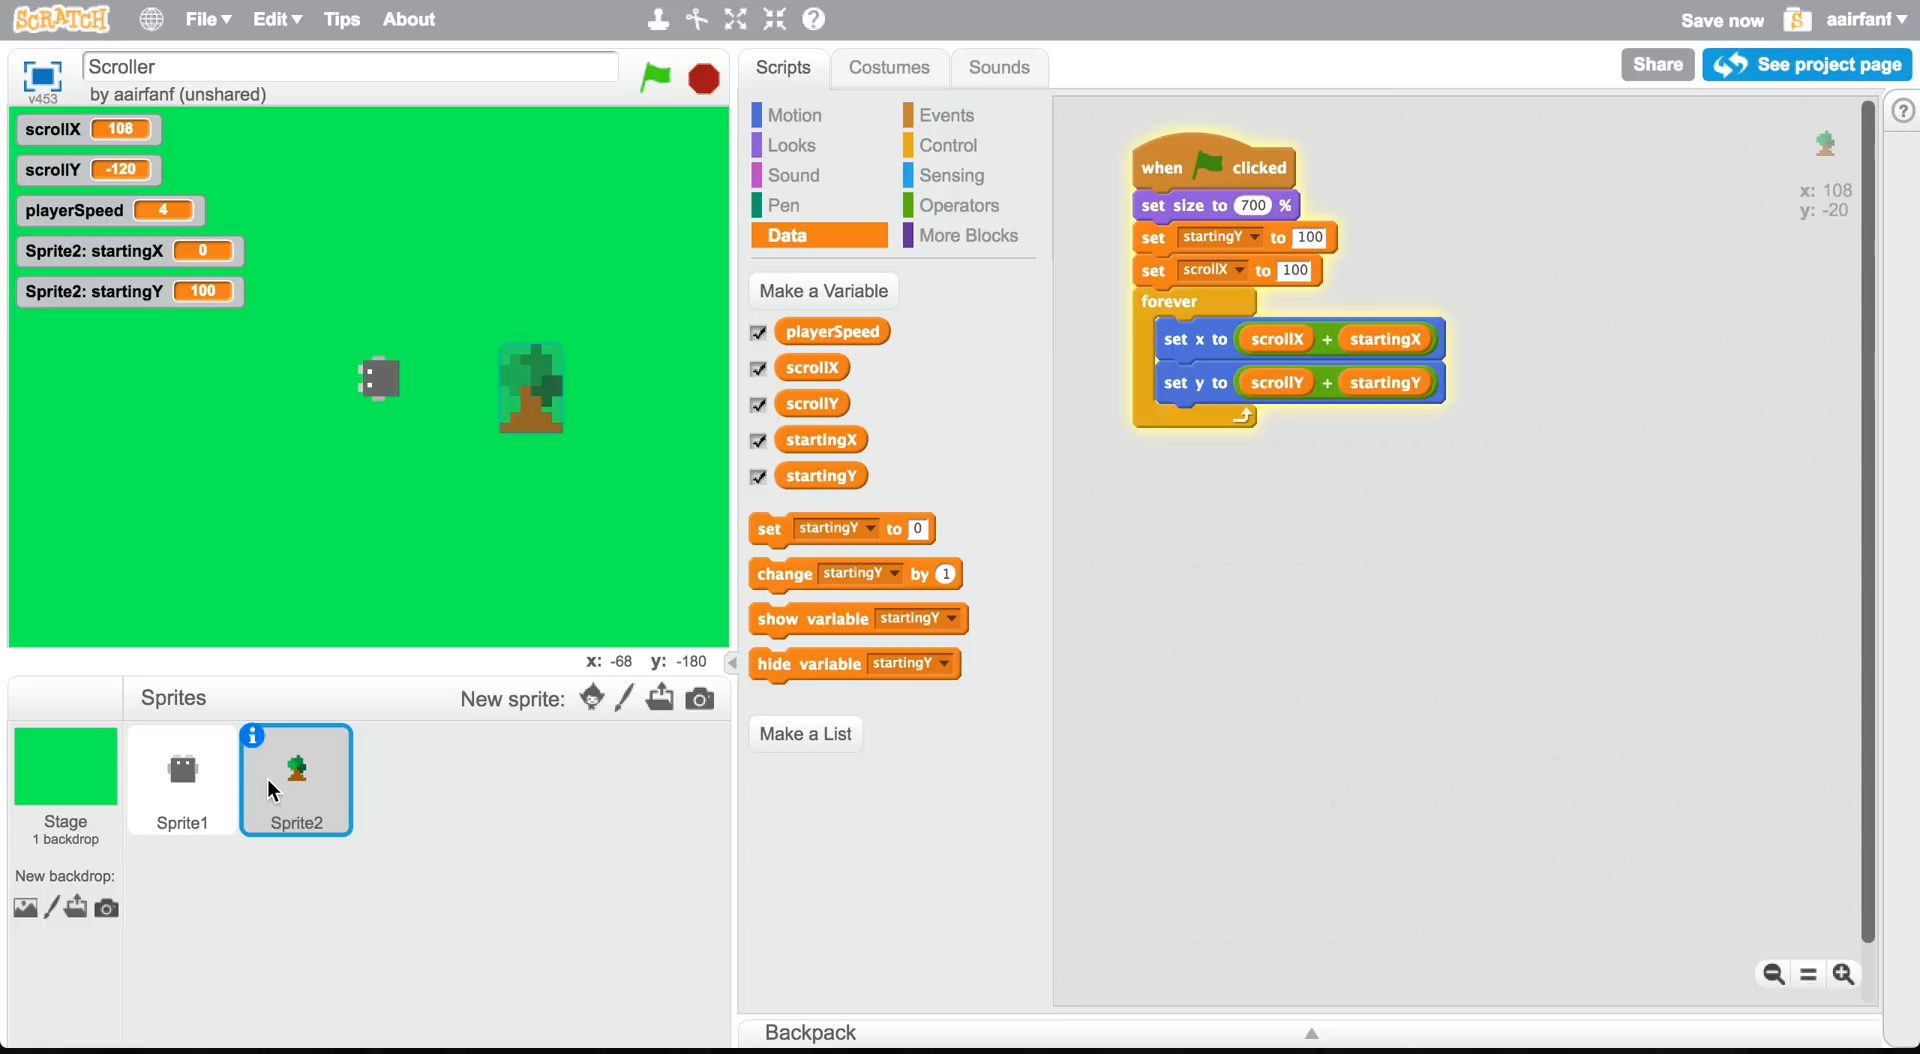 SCRATCH File Edit Tips About Save now S aairfanf
v453 Scroller
by aairfanf (unshared)
Scripts Costumes Sounds Share See project page
scrollX 108
scrollY -120
playerSpeed 4
Sprite2: startingX 0
Sprite2: startingY 100
x: -68 y: -180
Motion Events
Looks Control
Sound Sensing
Pen Operators
Data More Blocks
Make a Variable
playerSpeed
scrollX
scrollY
startingX
startingY
set startingY to 0
change startingY by 1
show variable startingY
hide variable startingY
Make a List
when clicked
set size to 700 %
set startingY to 100
set scrollX to 100
forever
set x to scrollX + startingX
set y to scrollY + startingY
x: 108
y: -20
Sprites New sprite:
Stage
1 backdrop
New backdrop:
Sprite1
Sprite2
Backpack